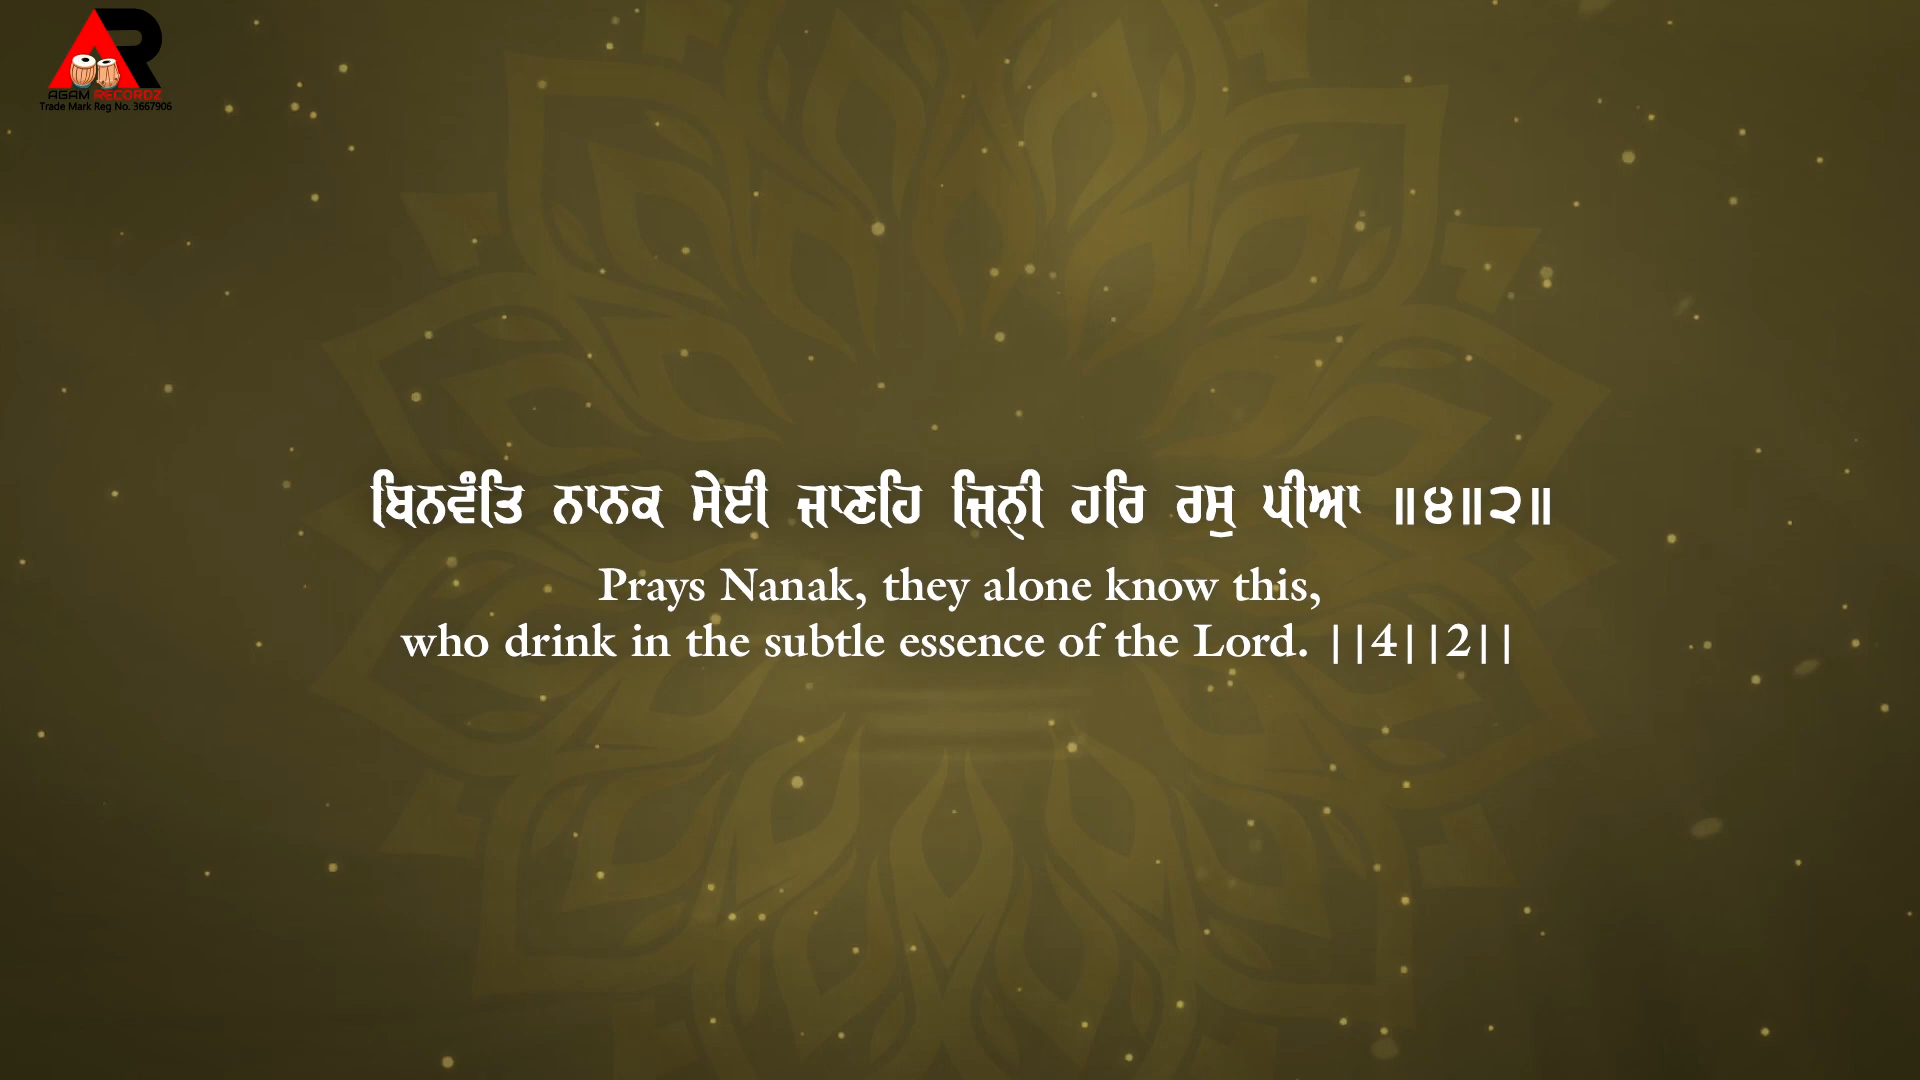 AGAM RECORDZ
Trade Mark Reg No. 3667906
ਬਿਨਵੰਤਿ ਨਾਨਕ ਸੇਈ ਜਾਣਹਿ ਜਿਨੑੀ ਹਰਿ ਰਸੁ ਪੀਆ ॥੪॥੨॥
Prays Nanak, they alone know this,
who drink in the subtle essence of the Lord. ||4||2||